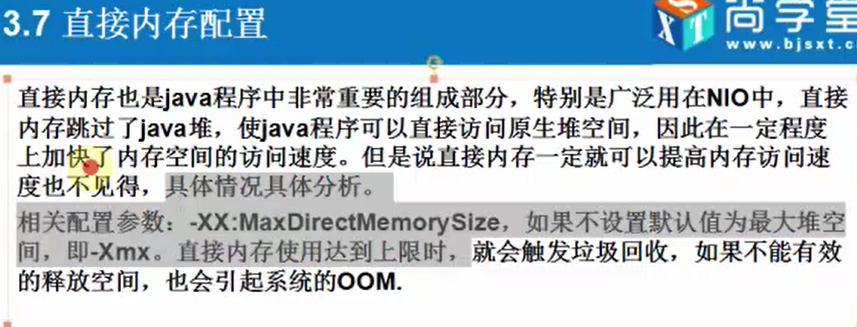 3.7 直接内存配置
尚学堂
www.bjsxt.c
直接内存也是java程序中非常重要的组成部分，特别是广泛用在NIO中，直接
内存跳过了java堆，使java程序可以直接访问原生堆空间，因此在一定程度
上加快了内存空间的访问速度。但是说直接内存一定就可以提高内存访问速
度也不见得，具体情况具体分析。
相关配置参数：-XX:MaxDirectMemorySize，如果不设置默认值为最大堆空
间，即-Xmx。直接内存使用达到上限时，就会触发垃圾回收，如果不能有效
的释放空间，也会引起系统的OOM.